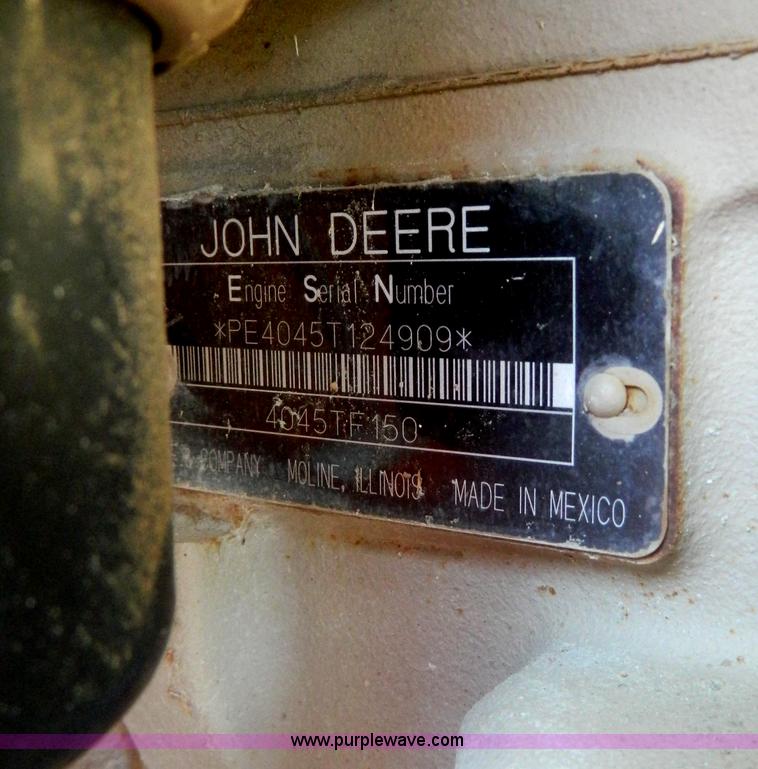 JOHN DEERE
Engine Serial Number
*PE4045T124909*
4045TF150
COMPANY MOLINE, ILLINOIS MADE IN MEXICO
www.purplewave.com